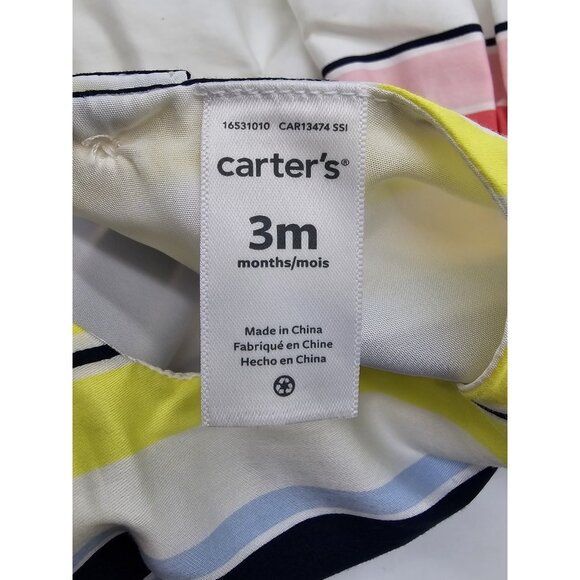 16531010 CAR13474 SSI
carter's®
3m
months/mois
Made in China
Fabriqué en Chine
Hecho en China